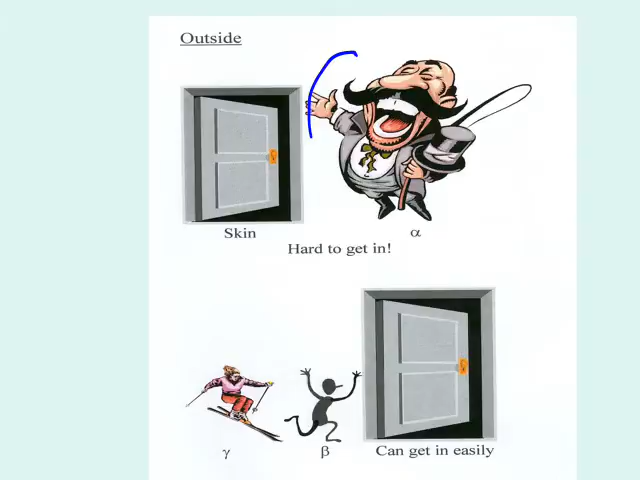 Outside
Skin
α
Hard to get in!
γ
β
Can get in easily